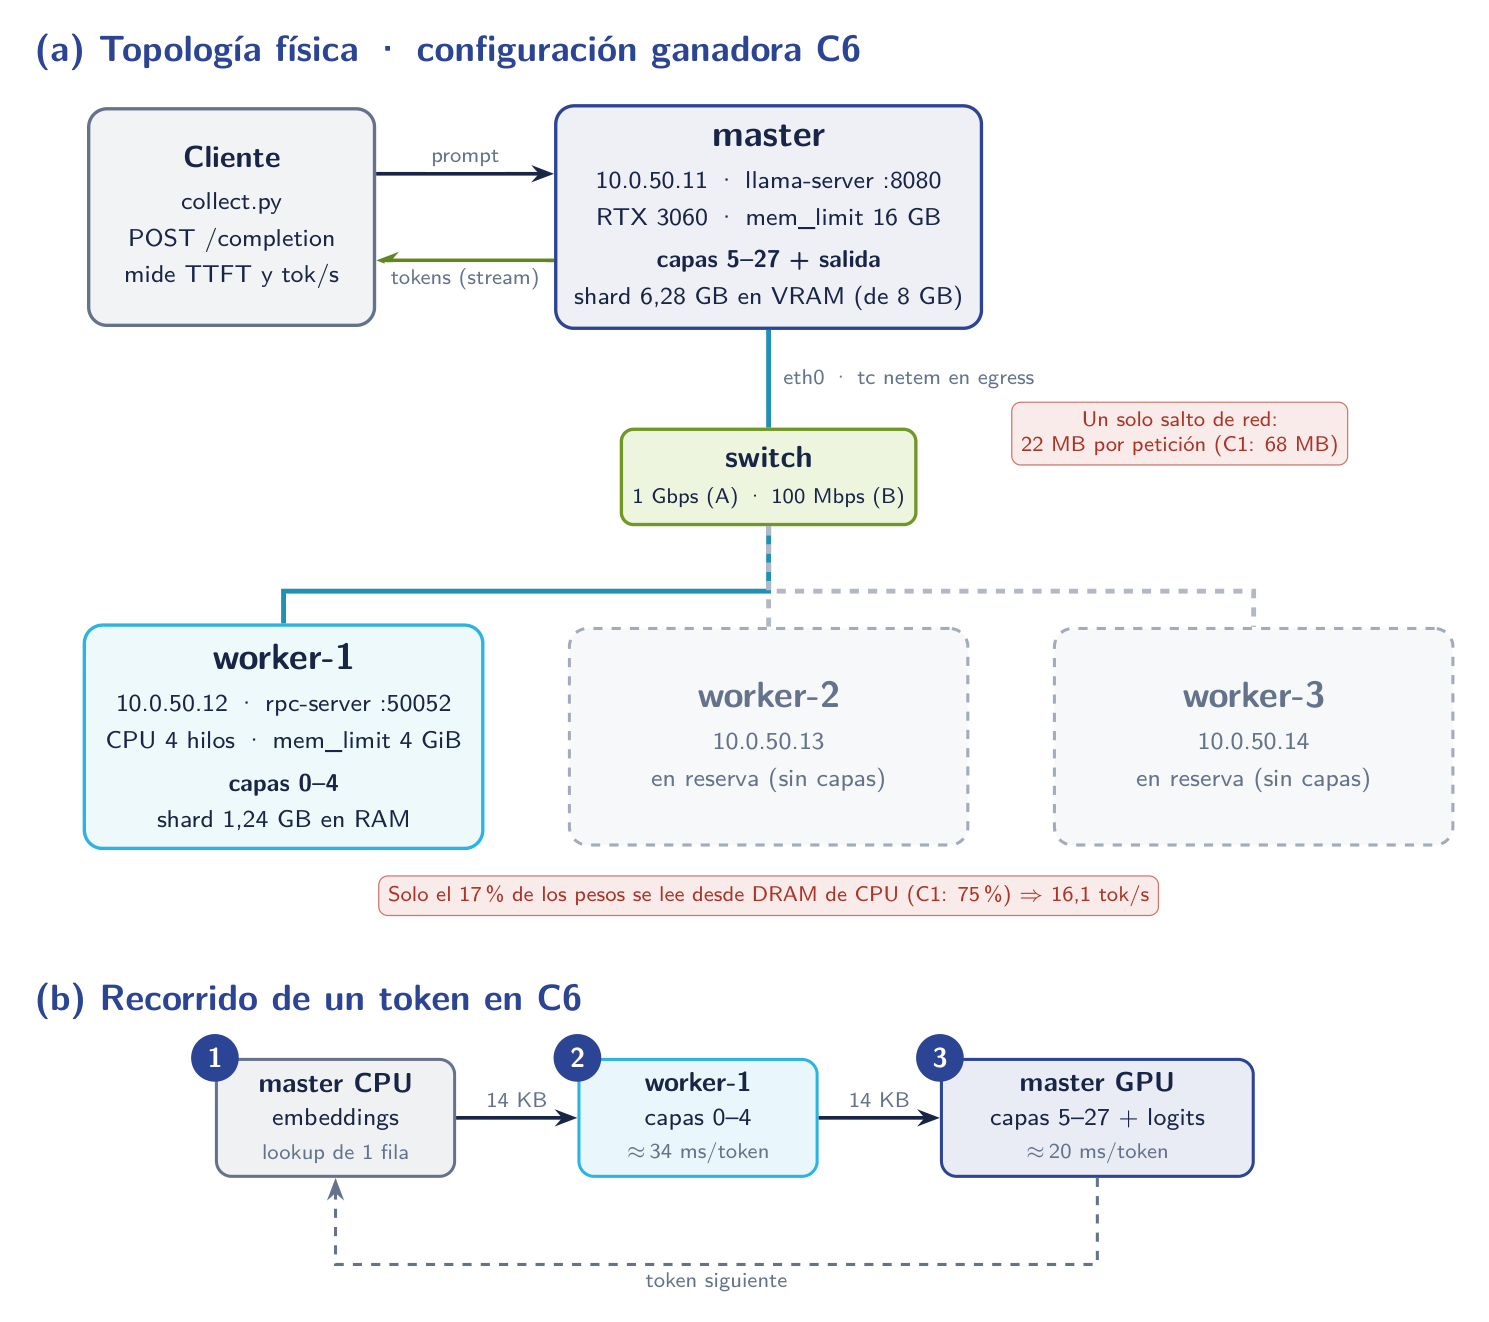 (a) Topología física · configuración ganadora C6
Cliente
collect.py
POST /completion
mide TTFT y tok/s
prompt
tokens (stream)
master
10.0.50.11 · llama-server :8080
RTX 3060 · mem_limit 16 GB
capas 5–27 + salida
shard 6,28 GB en VRAM (de 8 GB)
eth0 · tc netem en egress
Un solo salto de red:
22 MB por petición (C1: 68 MB)
switch
1 Gbps (A) · 100 Mbps (B)
worker-1
10.0.50.12 · rpc-server :50052
CPU 4 hilos · mem_limit 4 GiB
capas 0–4
shard 1,24 GB en RAM
worker-2
10.0.50.13
en reserva (sin capas)
worker-3
10.0.50.14
en reserva (sin capas)
Solo el 17 % de los pesos se lee desde DRAM de CPU (C1: 75 %) ⇒ 16,1 tok/s
(b) Recorrido de un token en C6
1
master CPU
embeddings
lookup de 1 fila
14 KB
2
worker-1
capas 0–4
≈ 34 ms/token
14 KB
3
master GPU
capas 5–27 + logits
≈ 20 ms/token
token siguiente